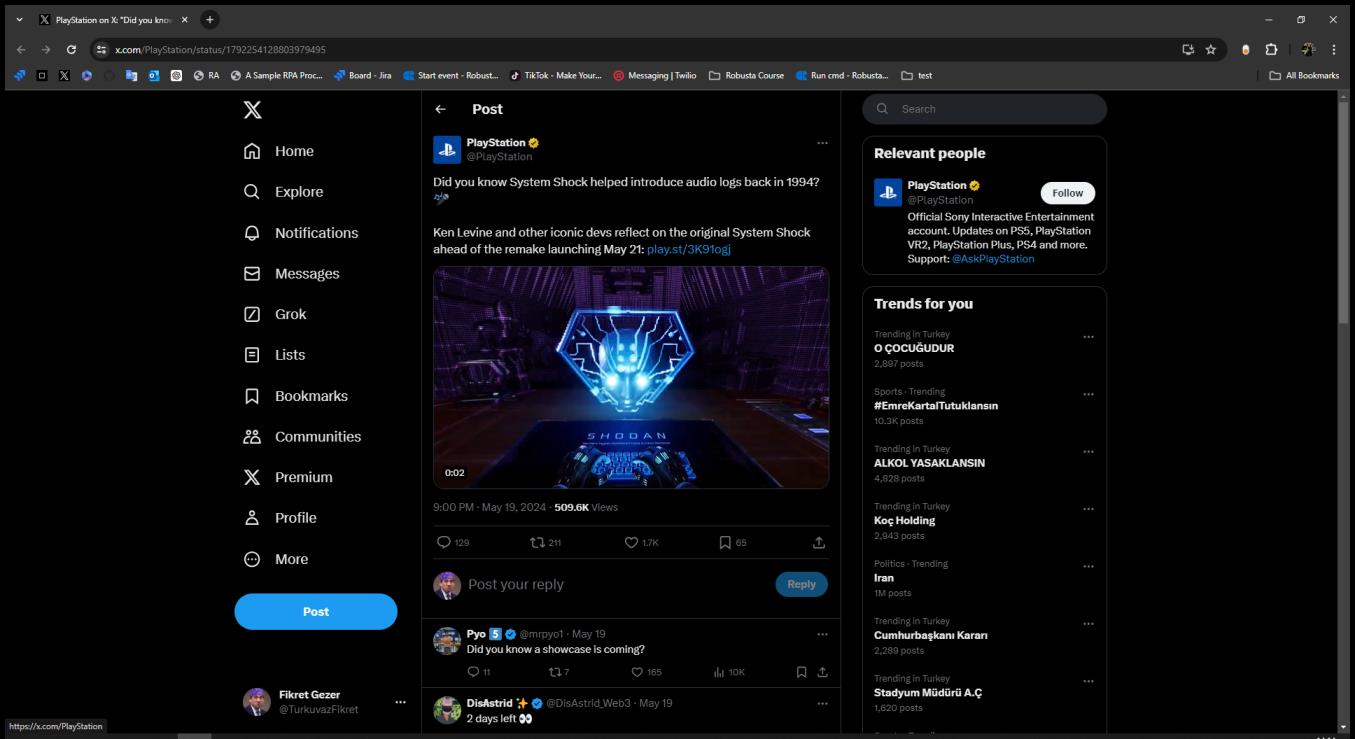 PlayStation on X: "Did you know
x.com/PlayStation/status/1792254128803979495
RA
A Sample RPA Proc...
Board - Jira
Start event - Robust...
TikTok - Make Your...
Messaging | Twilio
Robusta Course
Run cmd - Robusta...
test
All Bookmarks
Home
Explore
Notifications
Messages
Grok
Lists
Bookmarks
Communities
Premium
Profile
More
Post
Fikret Gezer
@TurkuvazFikret
https://x.com/PlayStation
Post
PlayStation
@PlayStation
Did you know System Shock helped introduce audio logs back in 1994?
Ken Levine and other iconic devs reflect on the original System Shock
ahead of the remake launching May 21: play.st/3K91ogj
SHODAN
0:02
9:00 PM · May 19, 2024 · 509.6K Views
129
211
1.7K
65
Post your reply
Reply
Pyo 5 @mrpyo1 · May 19
Did you know a showcase is coming?
11
7
165
10K
DisAstrid @DisAstrid_Web3 · May 19
2 days left
Search
Relevant people
PlayStation
@PlayStation
Follow
Official Sony Interactive Entertainment
account. Updates on PS5, PlayStation
VR2, PlayStation Plus, PS4 and more.
Support: @AskPlayStation
Trends for you
Trending in Turkey
O ÇOCUĞUDUR
2,897 posts
Sports · Trending
#EmreKartalTutuklansın
10.3K posts
Trending in Turkey
ALKOL YASAKLANSIN
4,828 posts
Trending in Turkey
Koç Holding
2,943 posts
Politics · Trending
Iran
1M posts
Trending in Turkey
Cumhurbaşkanı Kararı
2,289 posts
Trending in Turkey
Stadyum Müdürü A.Ç
1,620 posts